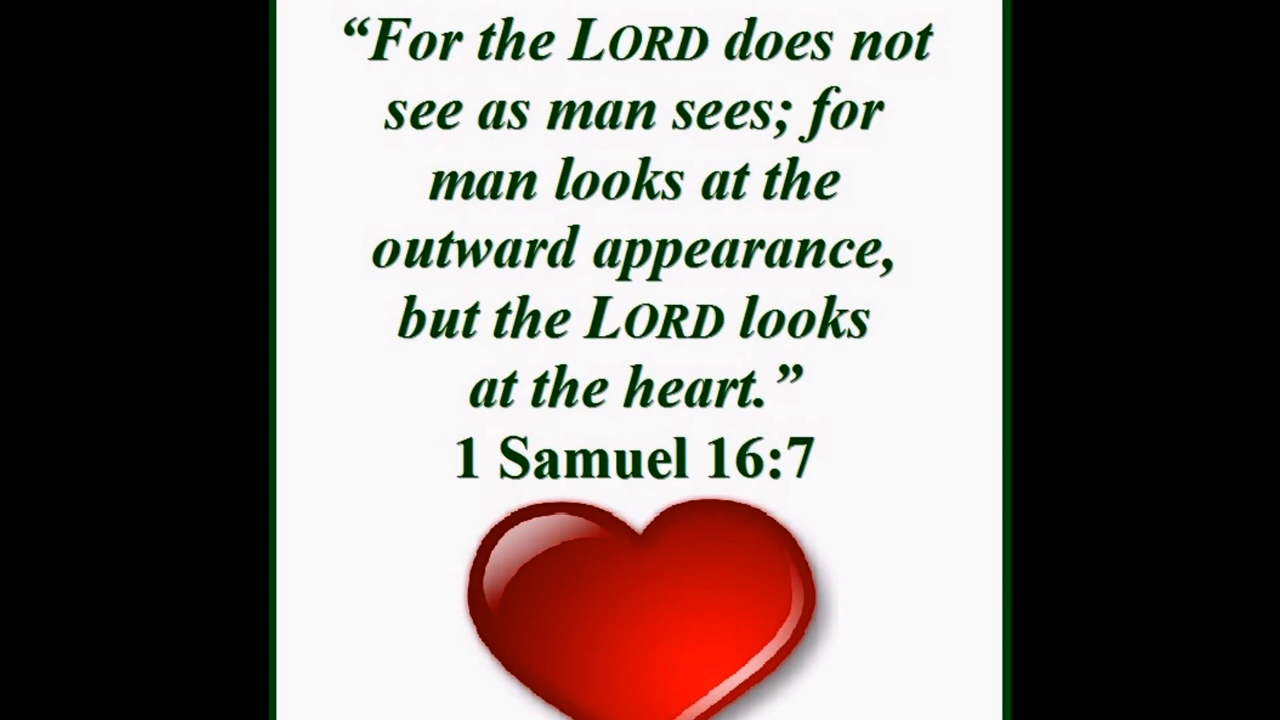 “For the LORD does not
see as man sees; for
man looks at the
outward appearance,
but the LORD looks
at the heart.”
1 Samuel 16:7